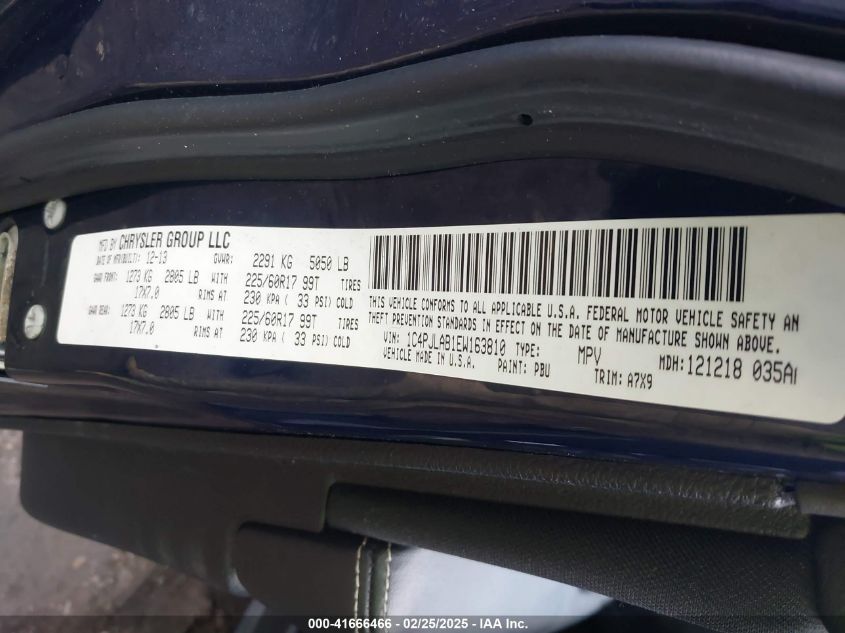 MFD BY CHRYSLER GROUP LLC
DATE OF MFR(BUILT): 12-13 GVWR: 2291 KG 5050 LB
GAWR FRONT: 1273 KG 2805 LB WITH 225/60R17 99T TIRES
17X7.0 RIMS AT 230 KPA ( 33 PSI) COLD
GAWR REAR: 1273 KG 2805 LB WITH 225/60R17 99T TIRES
17X7.0 RIMS AT 230 KPA ( 33 PSI) COLD
THIS VEHICLE CONFORMS TO ALL APPLICABLE U.S.A. FEDERAL MOTOR VEHICLE SAFETY AN
THEFT PREVENTION STANDARDS IN EFFECT ON THE DATE OF MANUFACTURE SHOWN ABOVE.
VIN: 1C4PJLAB1EW163810 TYPE: MPV MDH: 121218 035AI
MADE IN U.S.A. PAINT: PBU TRIM: A7X9
000-41666466 - 02/25/2025 - IAA Inc.